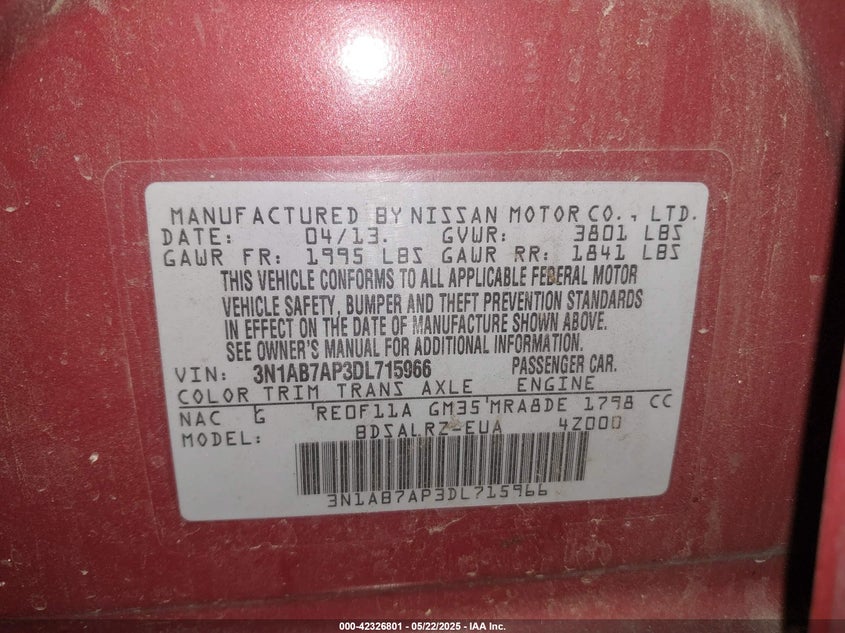 MANUFACTURED BY NISSAN MOTOR CO., LTD.
DATE: 04/13. GVWR: 3801 LBS
GAWR FR: 1995 LBS GAWR RR: 1841 LBS
THIS VEHICLE CONFORMS TO ALL APPLICABLE FEDERAL MOTOR
VEHICLE SAFETY, BUMPER AND THEFT PREVENTION STANDARDS
IN EFFECT ON THE DATE OF MANUFACTURE SHOWN ABOVE.
SEE OWNER'S MANUAL FOR ADDITIONAL INFORMATION.
VIN: 3N1AB7AP3DL715966 PASSENGER CAR.
COLOR TRIM TRANS AXLE ENGINE
NAC G RE0F11A GM35 MRA8DE 1798 CC
MODEL: BDSALRZ-EUA 4Z000
3N1AB7AP3DL715966
000-42326801 - 05/22/2025 - IAA Inc.